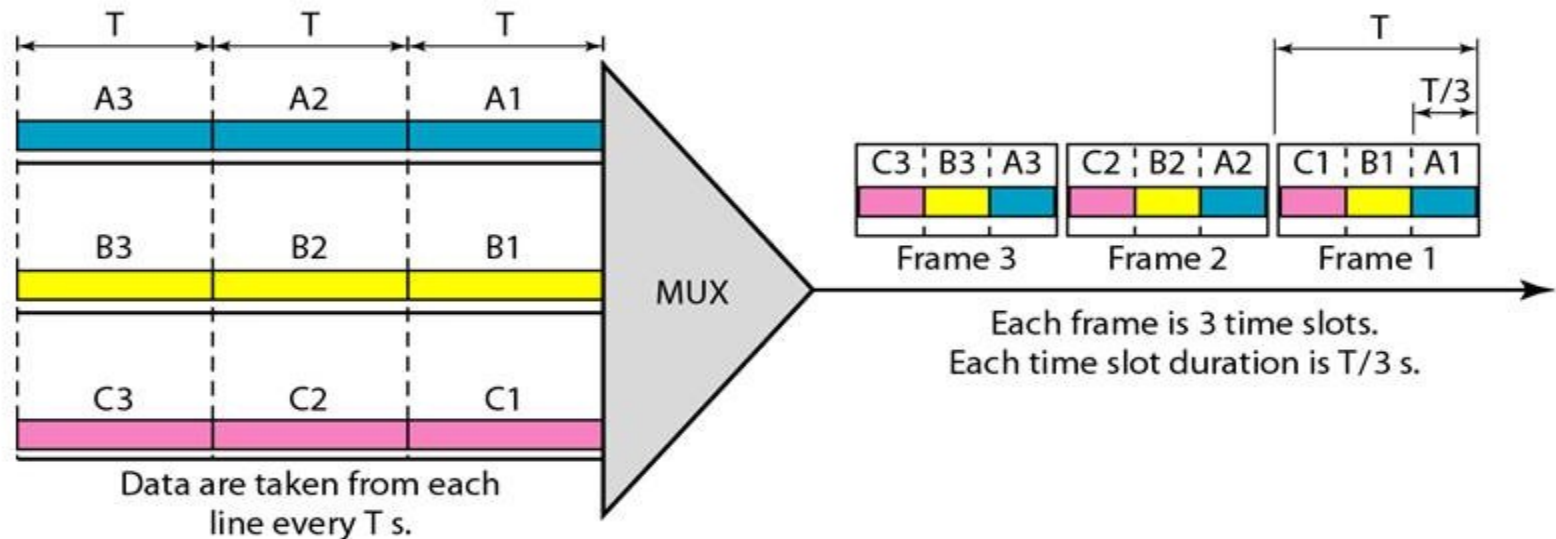 T T T
A3 A2 A1
B3 B2 B1
C3 C2 C1
Data are taken from each
line every T s.
MUX
T
T/3
C3 B3 A3 C2 B2 A2 C1 B1 A1
Frame 3 Frame 2 Frame 1
Each frame is 3 time slots.
Each time slot duration is T/3 s.